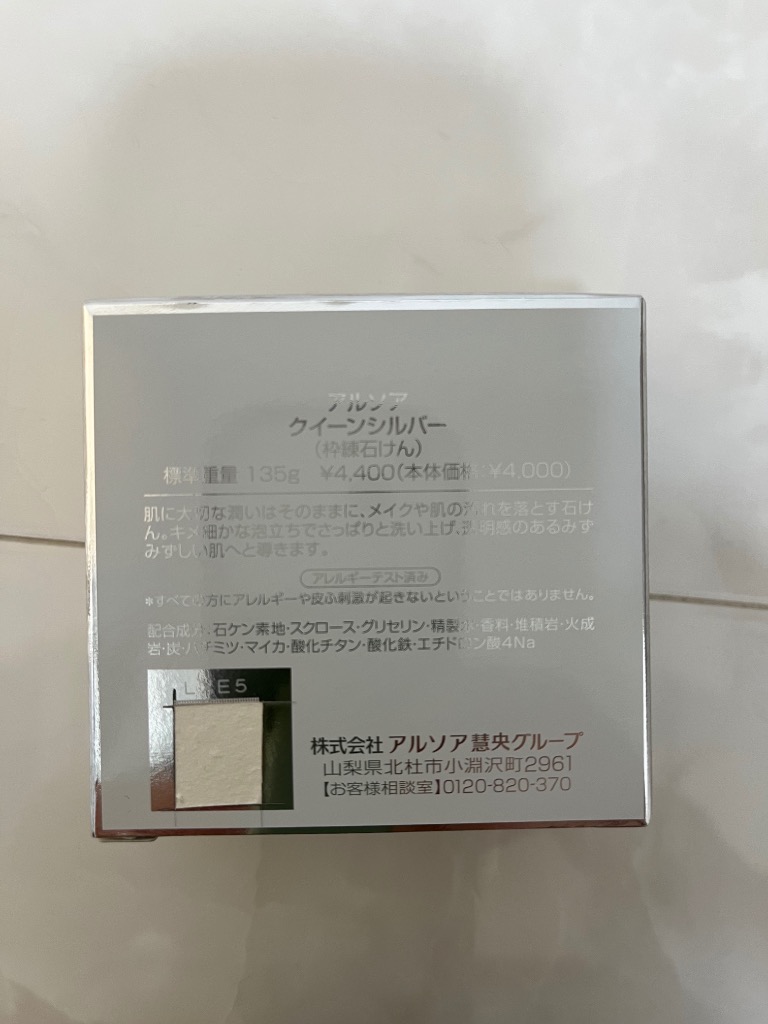 アルソア
クイーンシルバー
(枠練石けん)
標準重量 135g ¥4,400(本体価格:¥4,000)
肌に大切な潤いはそのままに、メイクや肌の汚れを落とす石け
ん。キメ細かな泡立ちでさっぱりと洗い上げ、透明感のあるみず
みずしい肌へと導きます。
アレルギーテスト済み
*すべての方にアレルギーや皮ふ刺激が起きないということではありません。
配合成分:石ケン素地・スクロース・グリセリン・精製水・香料・堆積岩・火成
岩・炭・ハチミツ・マイカ・酸化チタン・酸化鉄・エチドロン酸4Na
E5
株式会社 アルソア慧央グループ
山梨県北杜市小淵沢町2961
【お客様相談室】0120-820-370